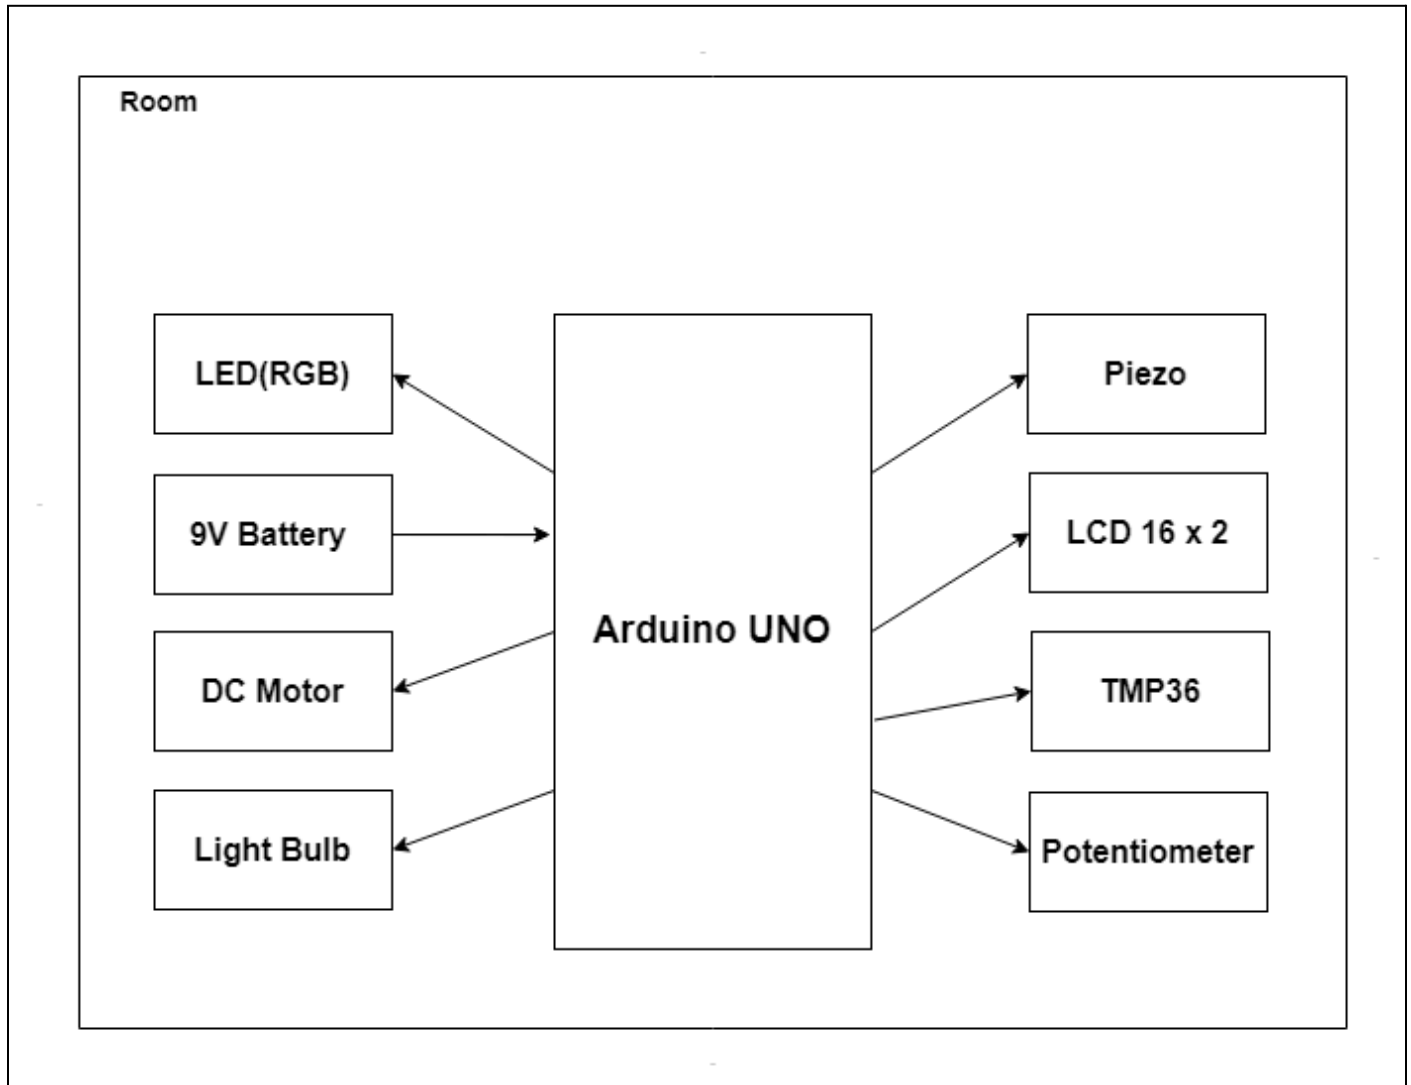 Room
LED(RGB)
9V Battery
DC Motor
Light Bulb
Arduino UNO
Piezo
LCD 16 x 2
TMP36
Potentiometer